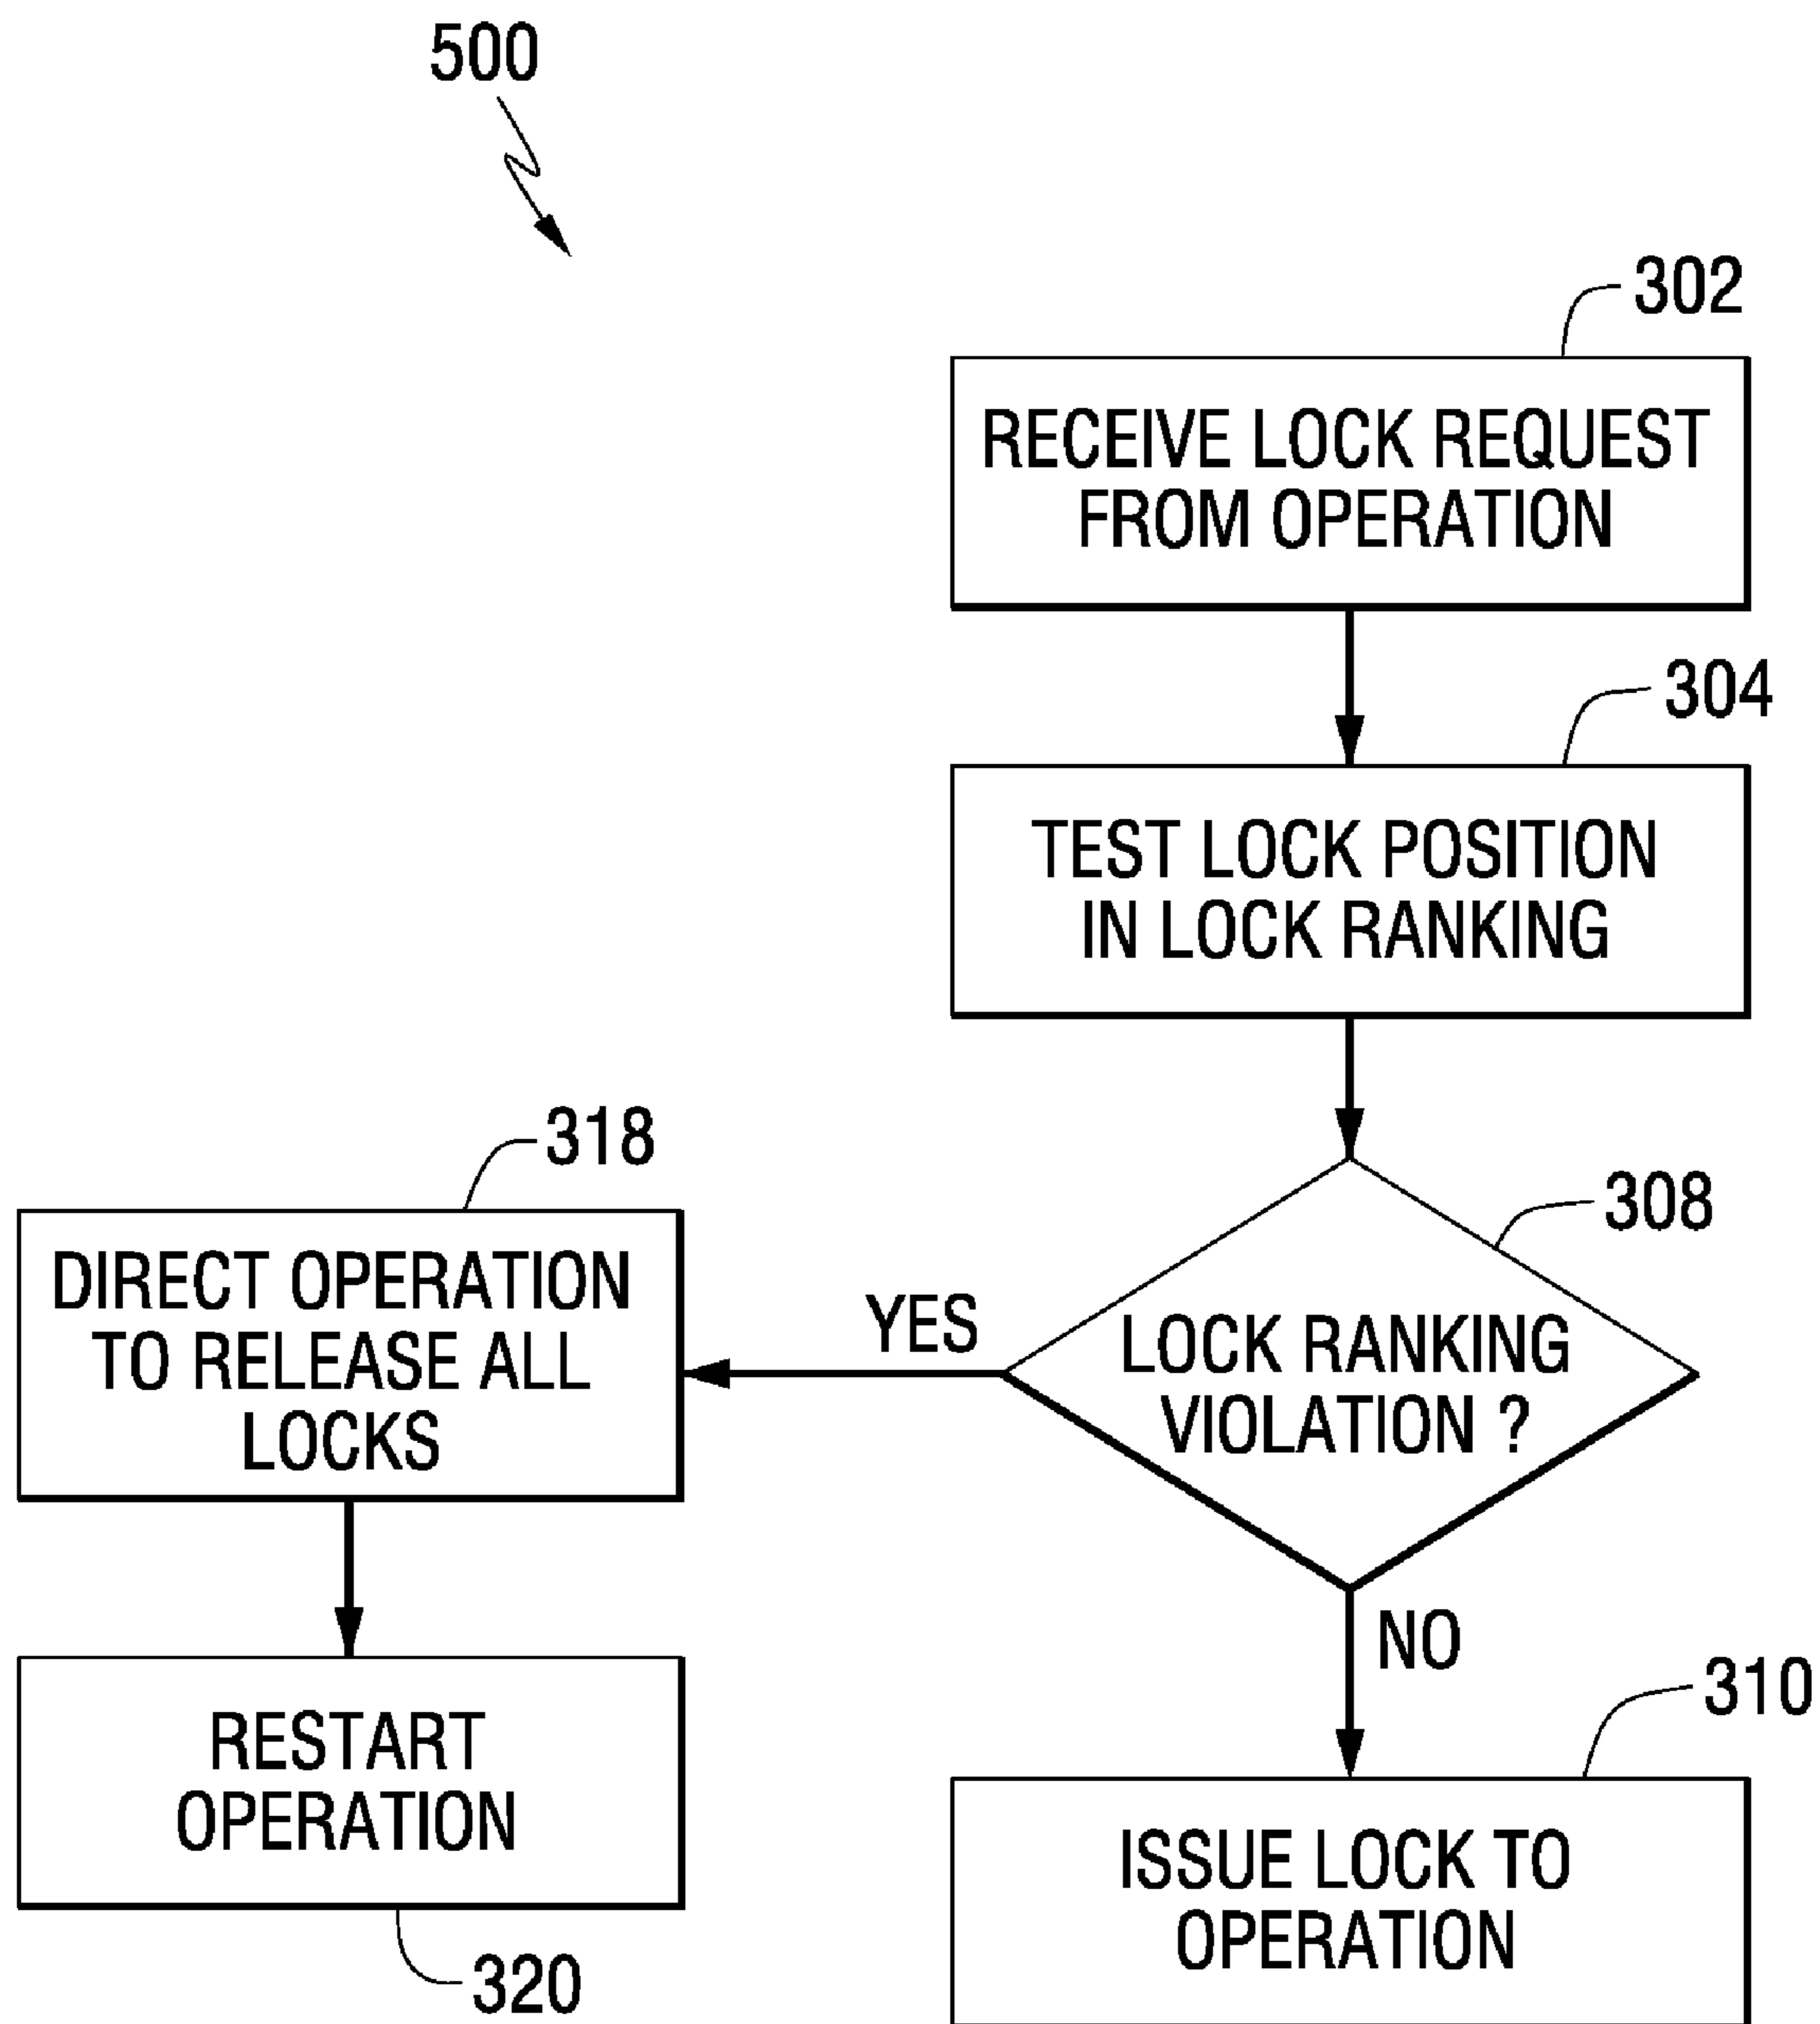 500
302
RECEIVE LOCK REQUEST
FROM OPERATION
304
TEST LOCK POSITION
IN LOCK RANKING
308
LOCK RANKING
VIOLATION ?
YES
318
DIRECT OPERATION
TO RELEASE ALL
LOCKS
RESTART
OPERATION
320
NO
310
ISSUE LOCK TO
OPERATION